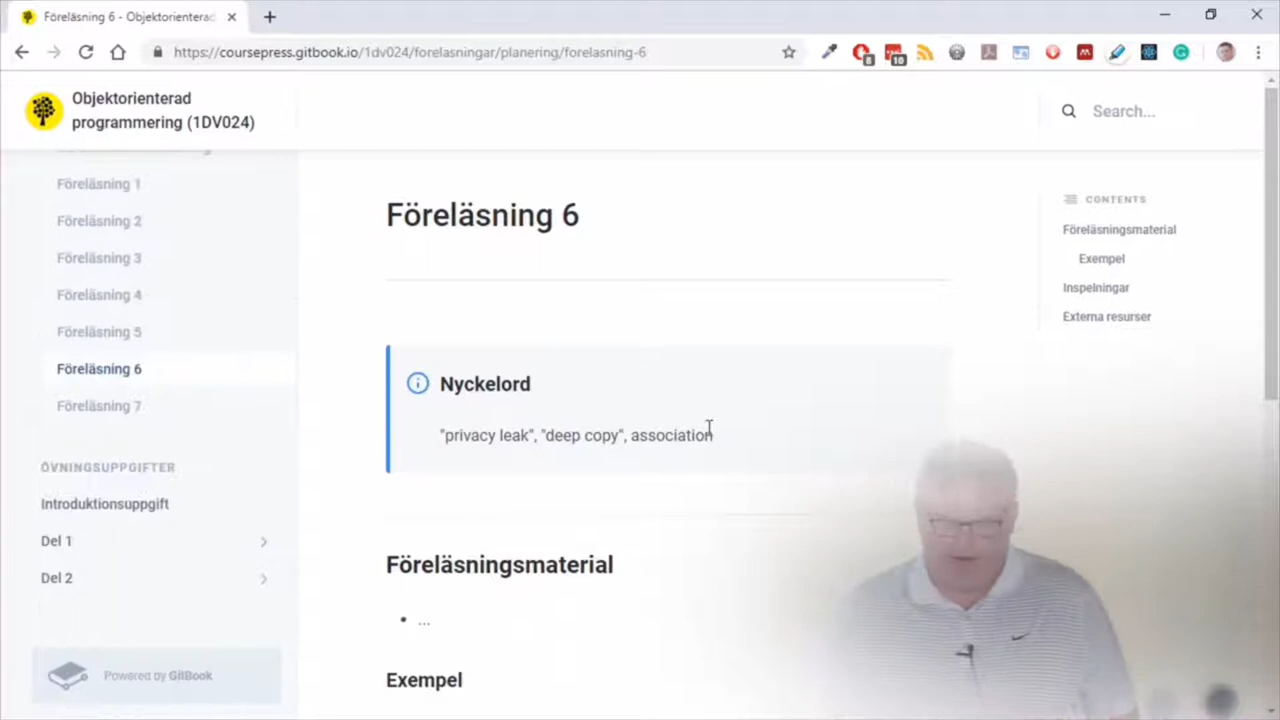 Föreläsning 6 - Objektorienterad
https://coursepress.gitbook.io/1dv024/forelasningar/planering/forelasning-6
8
10
Objektorienterad
programmering (1DV024)
Search...
Föreläsning 1
Föreläsning 2
Föreläsning 3
Föreläsning 4
Föreläsning 5
Föreläsning 6
Föreläsning 7
ÖVNINGSUPPGIFTER
Introduktionsuppgift
Del 1
Del 2
Powered by GitBook
Föreläsning 6
Nyckelord
"privacy leak", "deep copy", association
Föreläsningsmaterial
...
Exempel
CONTENTS
Föreläsningsmaterial
Exempel
Inspelningar
Externa resurser